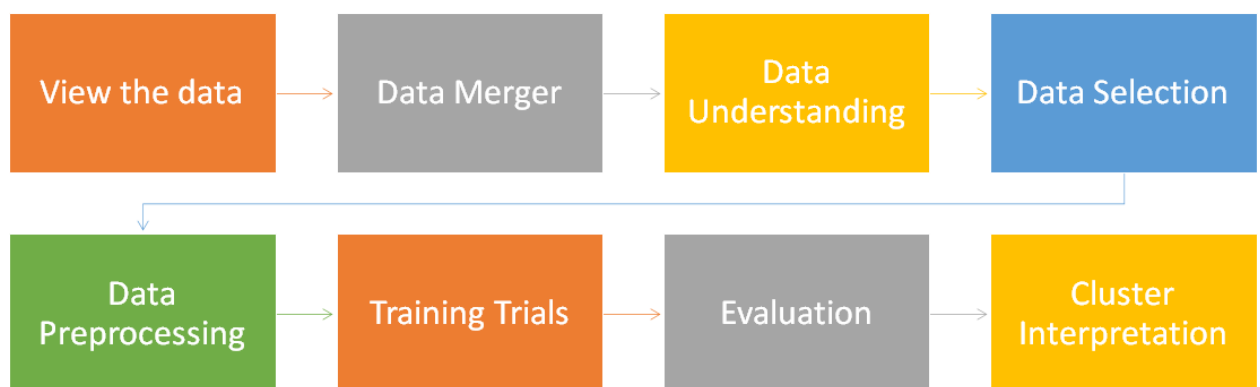 View the data
Data Merger
Data
Understanding
Data Selection
Data
Preprocessing
Training Trials
Evaluation
Cluster
Interpretation